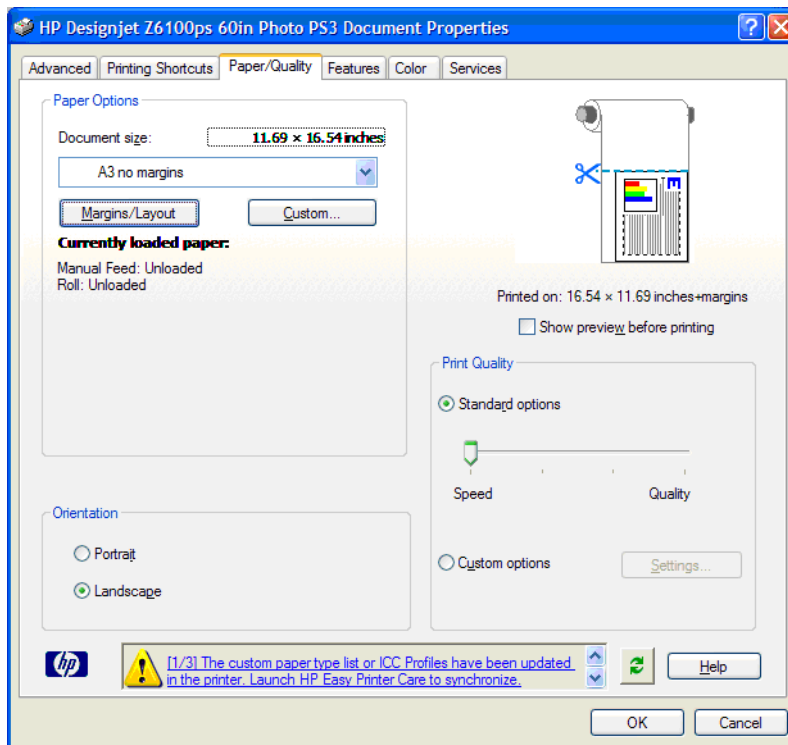 HP Designjet Z6100ps 60in Photo PS3 Document Properties
Advanced Printing Shortcuts Paper/Quality Features Color Services
Paper Options
Document size: 11.69 × 16.54 inches
A3 no margins
Margins/Layout Custom...
Currently loaded paper:
Manual Feed: Unloaded
Roll: Unloaded
E
Printed on: 16.54 × 11.69 inches+margins
Show preview before printing
Print Quality
Standard options
Speed Quality
Custom options Settings...
Orientation
Portrait
Landscape
hp
[1/3] The custom paper type list or ICC Profiles have been updated
in the printer. Launch HP Easy Printer Care to synchronize.
Help
OK Cancel